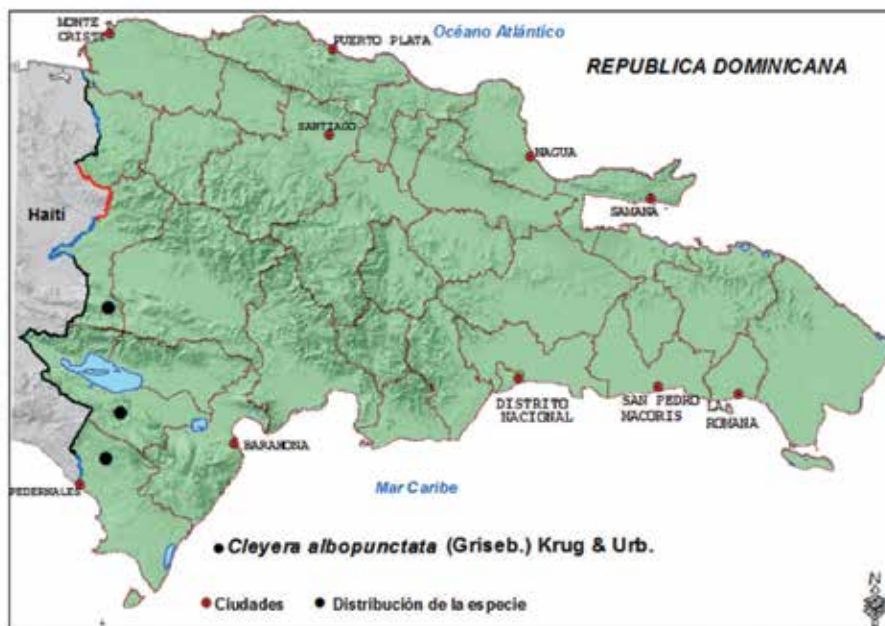 MONTE
CRISTI
PUERTO PLATA
Océano Atlántico
REPUBLICA DOMINICANA
SANTIAGO
NAGUA
SAMANA
Haití
DISTRITO
NACIONAL
SAN PEDRO
MACORIS
LA
ROMANA
BARAHONA
PEDERNALES
Mar Caribe
Cleyera albopunctata (Griseb.) Krug & Urb.
Ciudades
Distribución de la especie
N